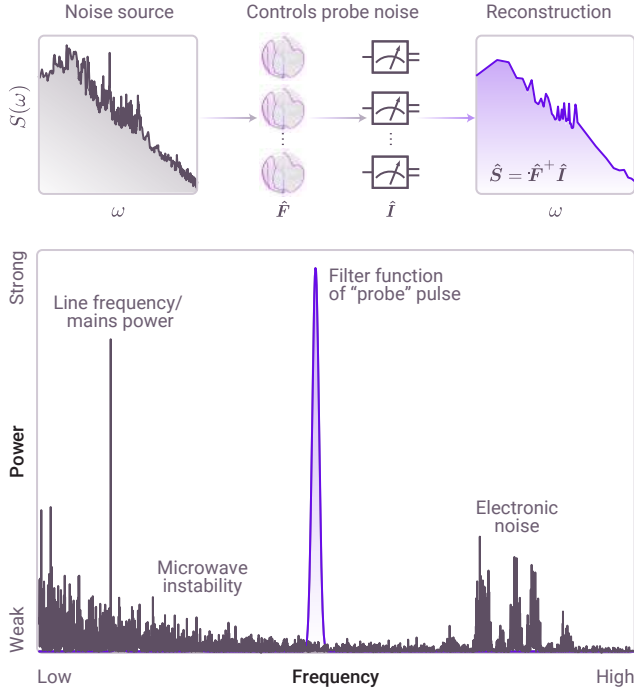 Noise source
Controls probe noise
Reconstruction
S(ω)
Ŝ = F̂⁺ Î
ω
F̂
Î
ω
Strong
Line frequency/
mains power
Filter function
of “probe” pulse
Power
Electronic
noise
Microwave
instability
Weak
Low
Frequency
High